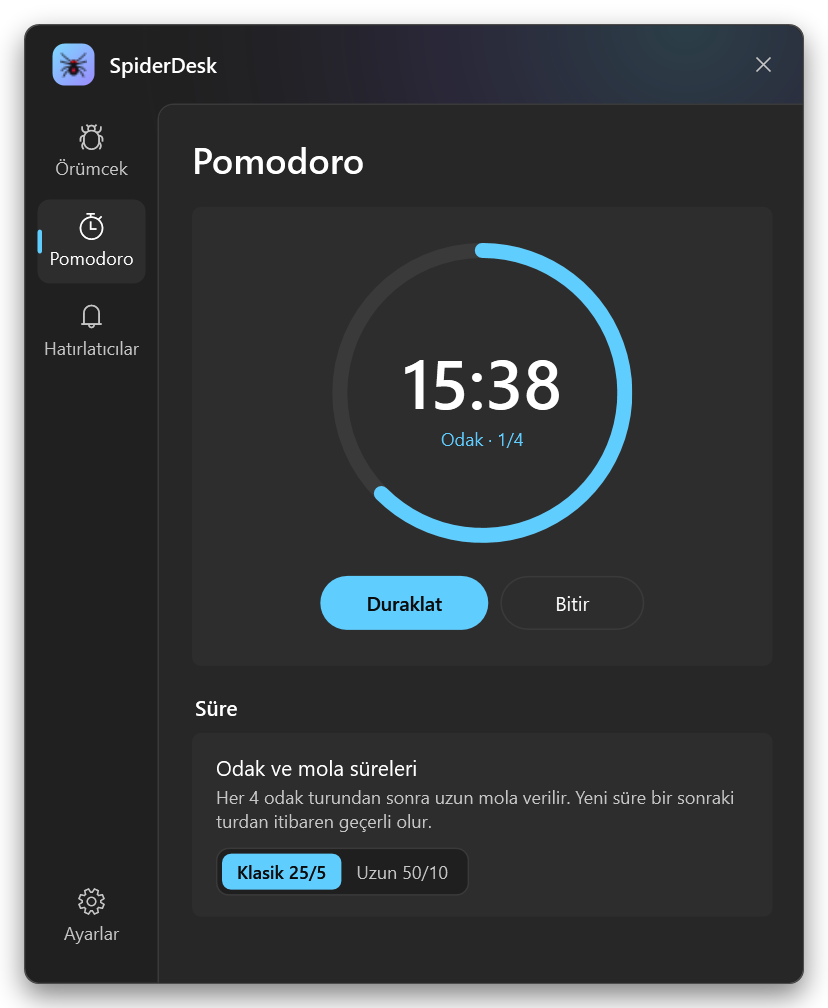 SpiderDesk
Örümcek
Pomodoro
Hatırlatıcılar
Ayarlar
Pomodoro
15:38
Odak · 1/4
Duraklat
Bitir
Süre
Odak ve mola süreleri
Her 4 odak turundan sonra uzun mola verilir. Yeni süre bir sonraki
turdan itibaren geçerli olur.
Klasik 25/5
Uzun 50/10